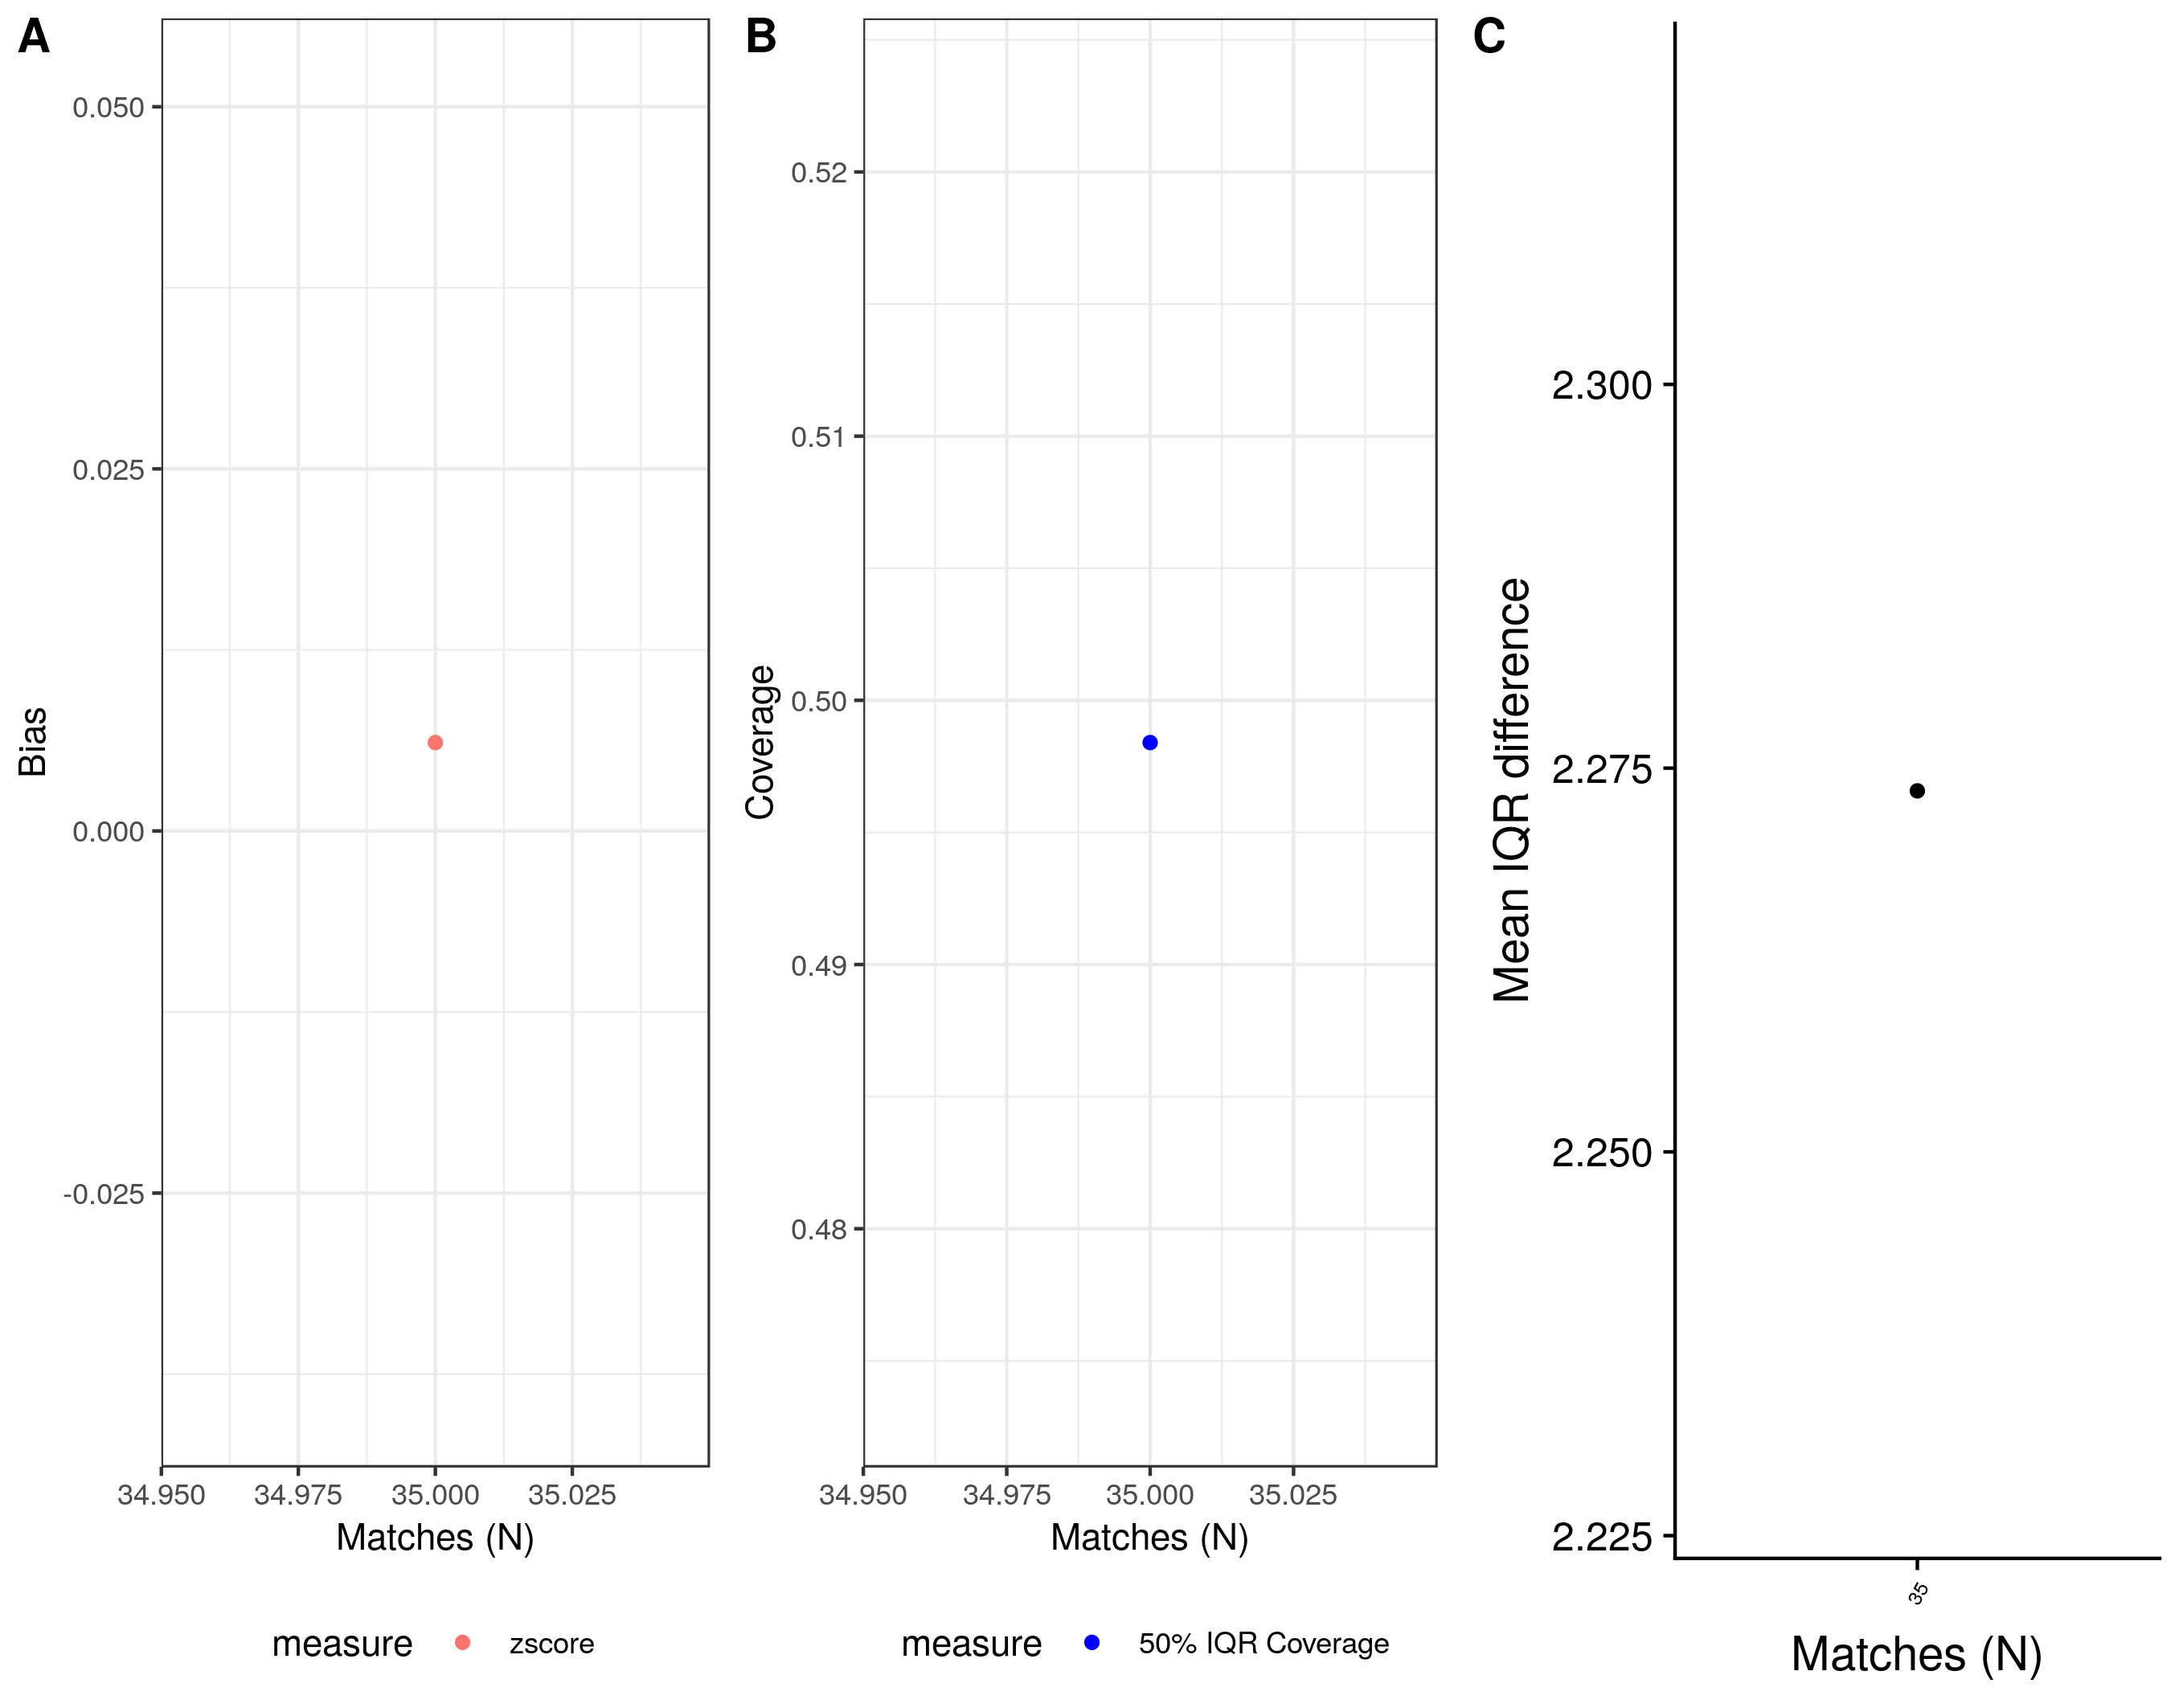 A
0.050
0.025
0.000
-0.025
Bias
34.950 34.975 35.000 35.025
Matches (N)
measure zscore
B
0.52
0.51
0.50
0.49
0.48
Coverage
34.950 34.975 35.000 35.025
Matches (N)
measure 50% IQR Coverage
C
2.300
2.275
2.250
2.225
Mean IQR difference
35
Matches (N)